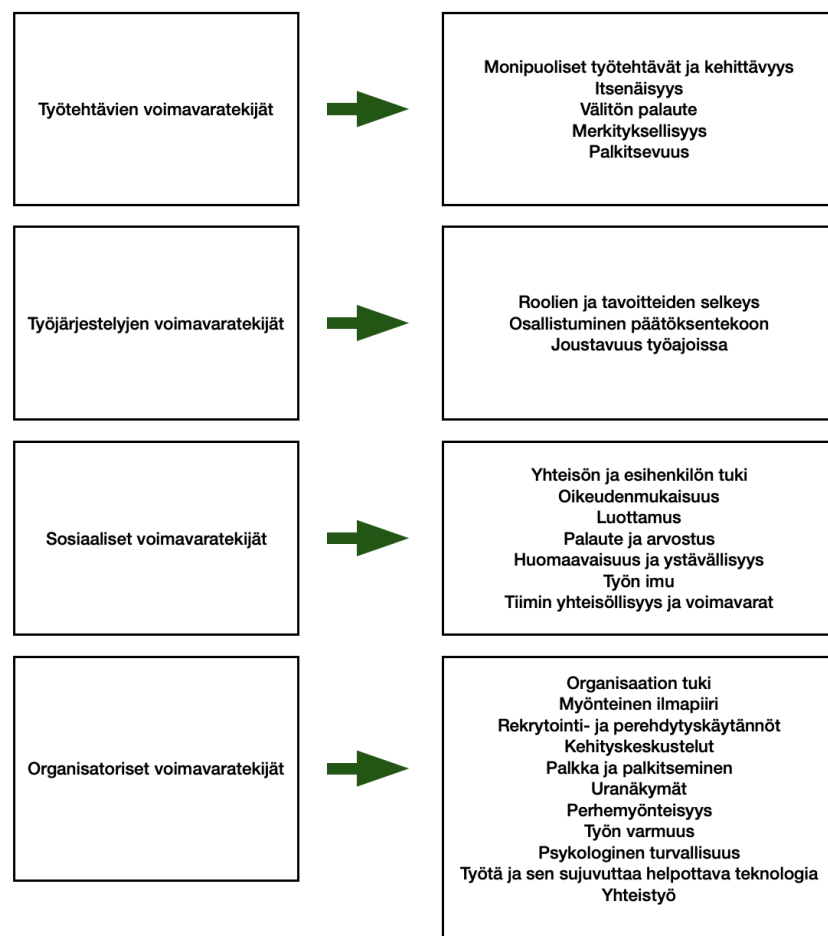 Työtehtävien voimavaratekijät
Monipuoliset työtehtävät ja kehittävyys
Itsenäisyys
Välitön palaute
Merkityksellisyys
Palkitsevuus
Työjärjestelyjen voimavaratekijät
Roolien ja tavoitteiden selkeys
Osallistuminen päätöksentekoon
Joustavuus työajoissa
Sosiaaliset voimavaratekijät
Yhteisön ja esihenkilön tuki
Oikeudenmukaisuus
Luottamus
Palaute ja arvostus
Huomaavaisuus ja ystävällisyys
Työn imu
Tiimin yhteisöllisyys ja voimavarat
Organisatoriset voimavaratekijät
Organisaation tuki
Myönteinen ilmapiiri
Rekrytointi- ja perehdytyskäytännöt
Kehityskeskustelut
Palkka ja palkitseminen
Uranäkymät
Perhemyönteisyys
Työn varmuus
Psykologinen turvallisuus
Työtä ja sen sujuvuttaa helpottava teknologia
Yhteistyö